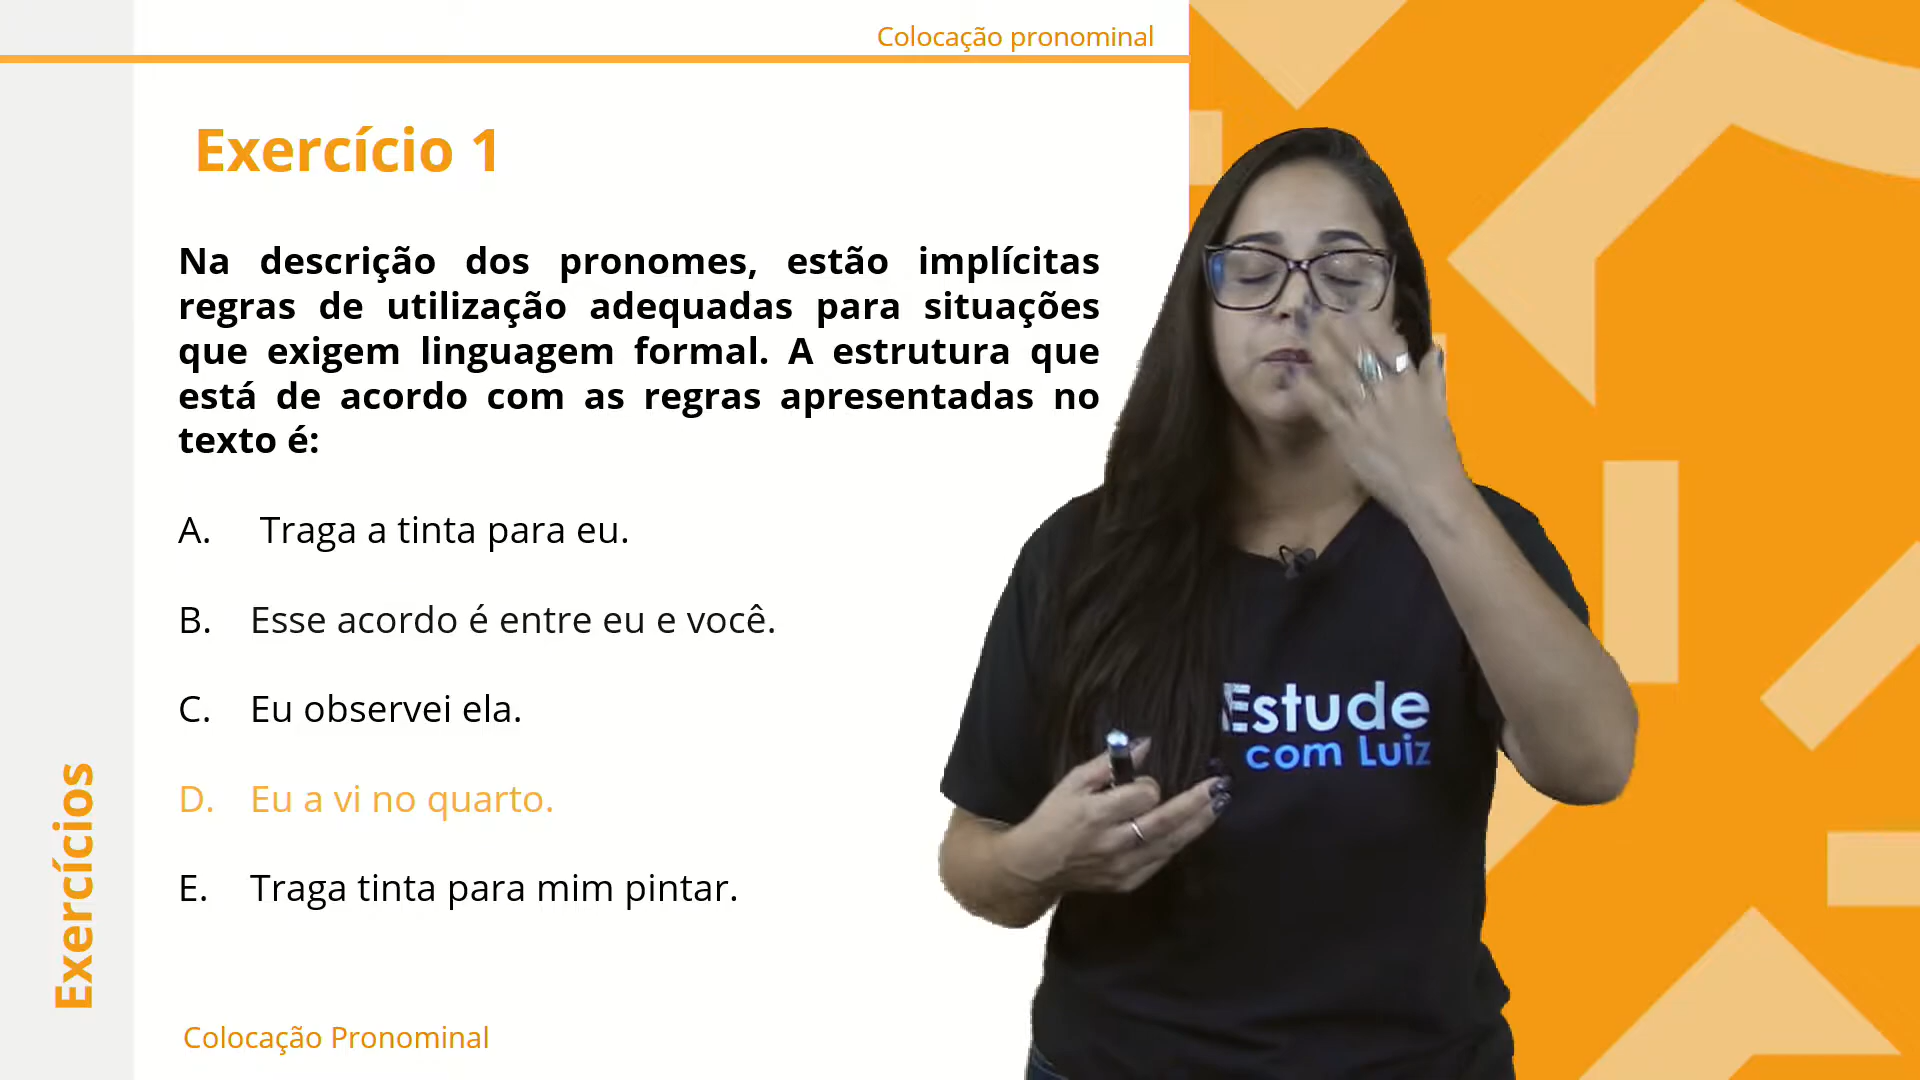 Colocação pronominal
Exercício 1
Na descrição dos pronomes, estão implícitas
regras de utilização adequadas para situações
que exigem linguagem formal. A estrutura que
está de acordo com as regras apresentadas no
texto é:
A. Traga a tinta para eu.
B. Esse acordo é entre eu e você.
C. Eu observei ela.
D. Eu a vi no quarto.
E. Traga tinta para mim pintar.
Exercícios
Colocação Pronominal
Estude
com Luiz